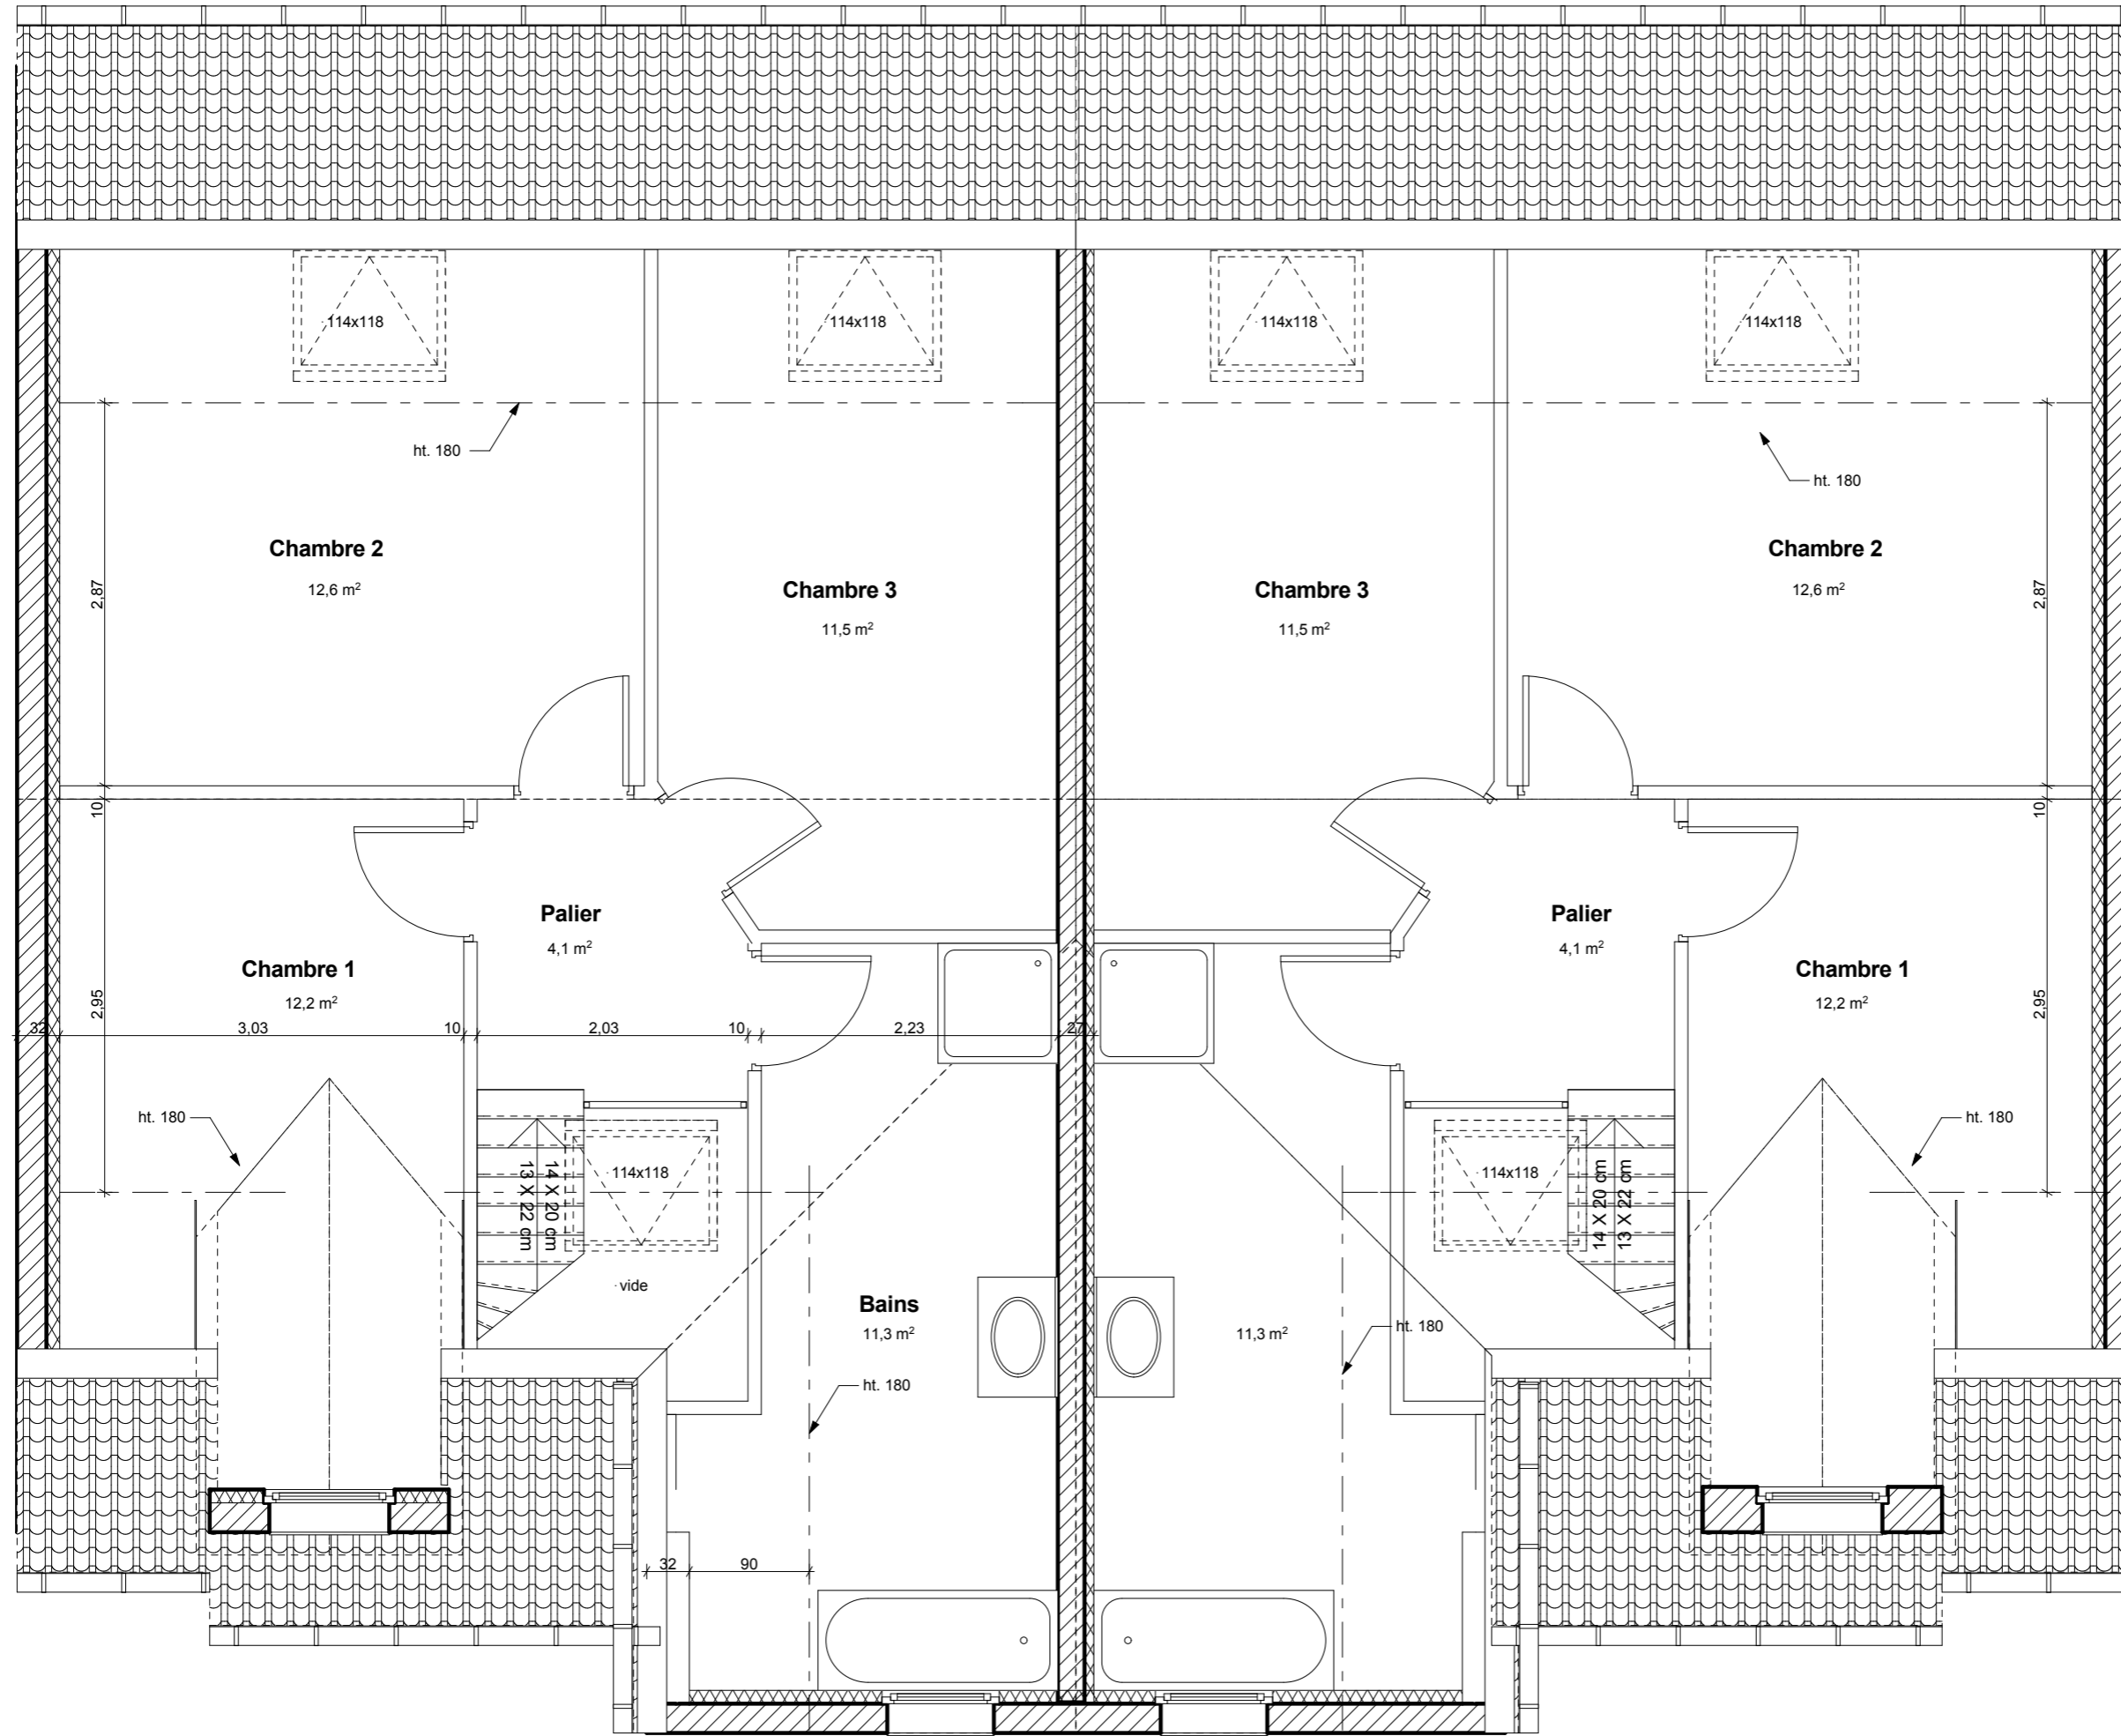 114x118
114x118
114x118
114x118
ht. 180
ht. 180
Chambre 2
12,6 m²
Chambre 3
11,5 m²
Chambre 3
11,5 m²
Chambre 2
12,6 m²
2,87
2,87
10
10
Palier
4,1 m²
Palier
4,1 m²
Chambre 1
12,2 m²
Chambre 1
12,2 m²
2,95
2,95
32
3,03
10
2,03
10
2,23
27
ht. 180
ht. 180
114x118
114x118
14 X 20 cm
13 X 22 cm
14 X 20 cm
13 X 22 cm
vide
Bains
11,3 m²
11,3 m²
ht. 180
ht. 180
32
90